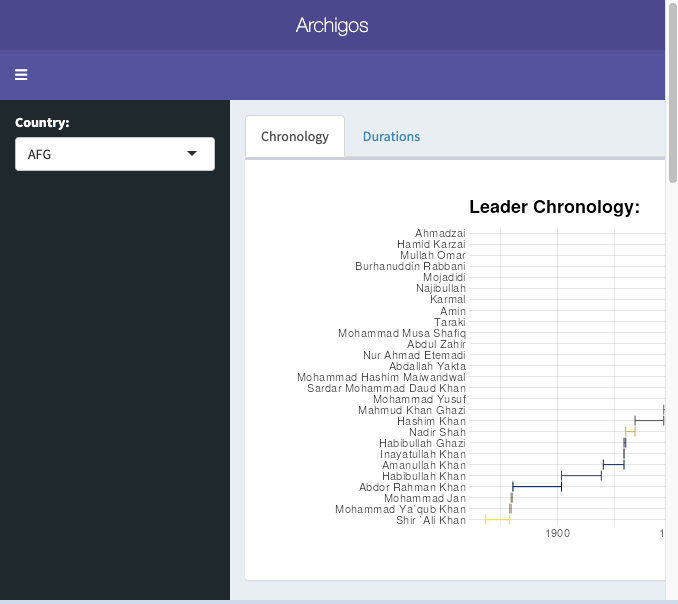 Archigos
Country:
AFG
Chronology
Durations
Leader Chronology:
Ahmadzai
Hamid Karzai
Mullah Omar
Burhanuddin Rabbani
Mojadidi
Najibullah
Karmal
Amin
Taraki
Mohammad Musa Shafiq
Abdul Zahir
Nur Ahmad Etemadi
Abdallah Yakta
Mohammad Hashim Maiwandwal
Sardar Mohammad Daud Khan
Mohammad Yusuf
Mahmud Khan Ghazi
Hashim Khan
Nadir Shah
Habibullah Ghazi
Inayatullah Khan
Amanullah Khan
Habibullah Khan
Abdor Rahman Khan
Mohammad Jan
Mohammad Ya`qub Khan
Shir `Ali Khan
1900
1